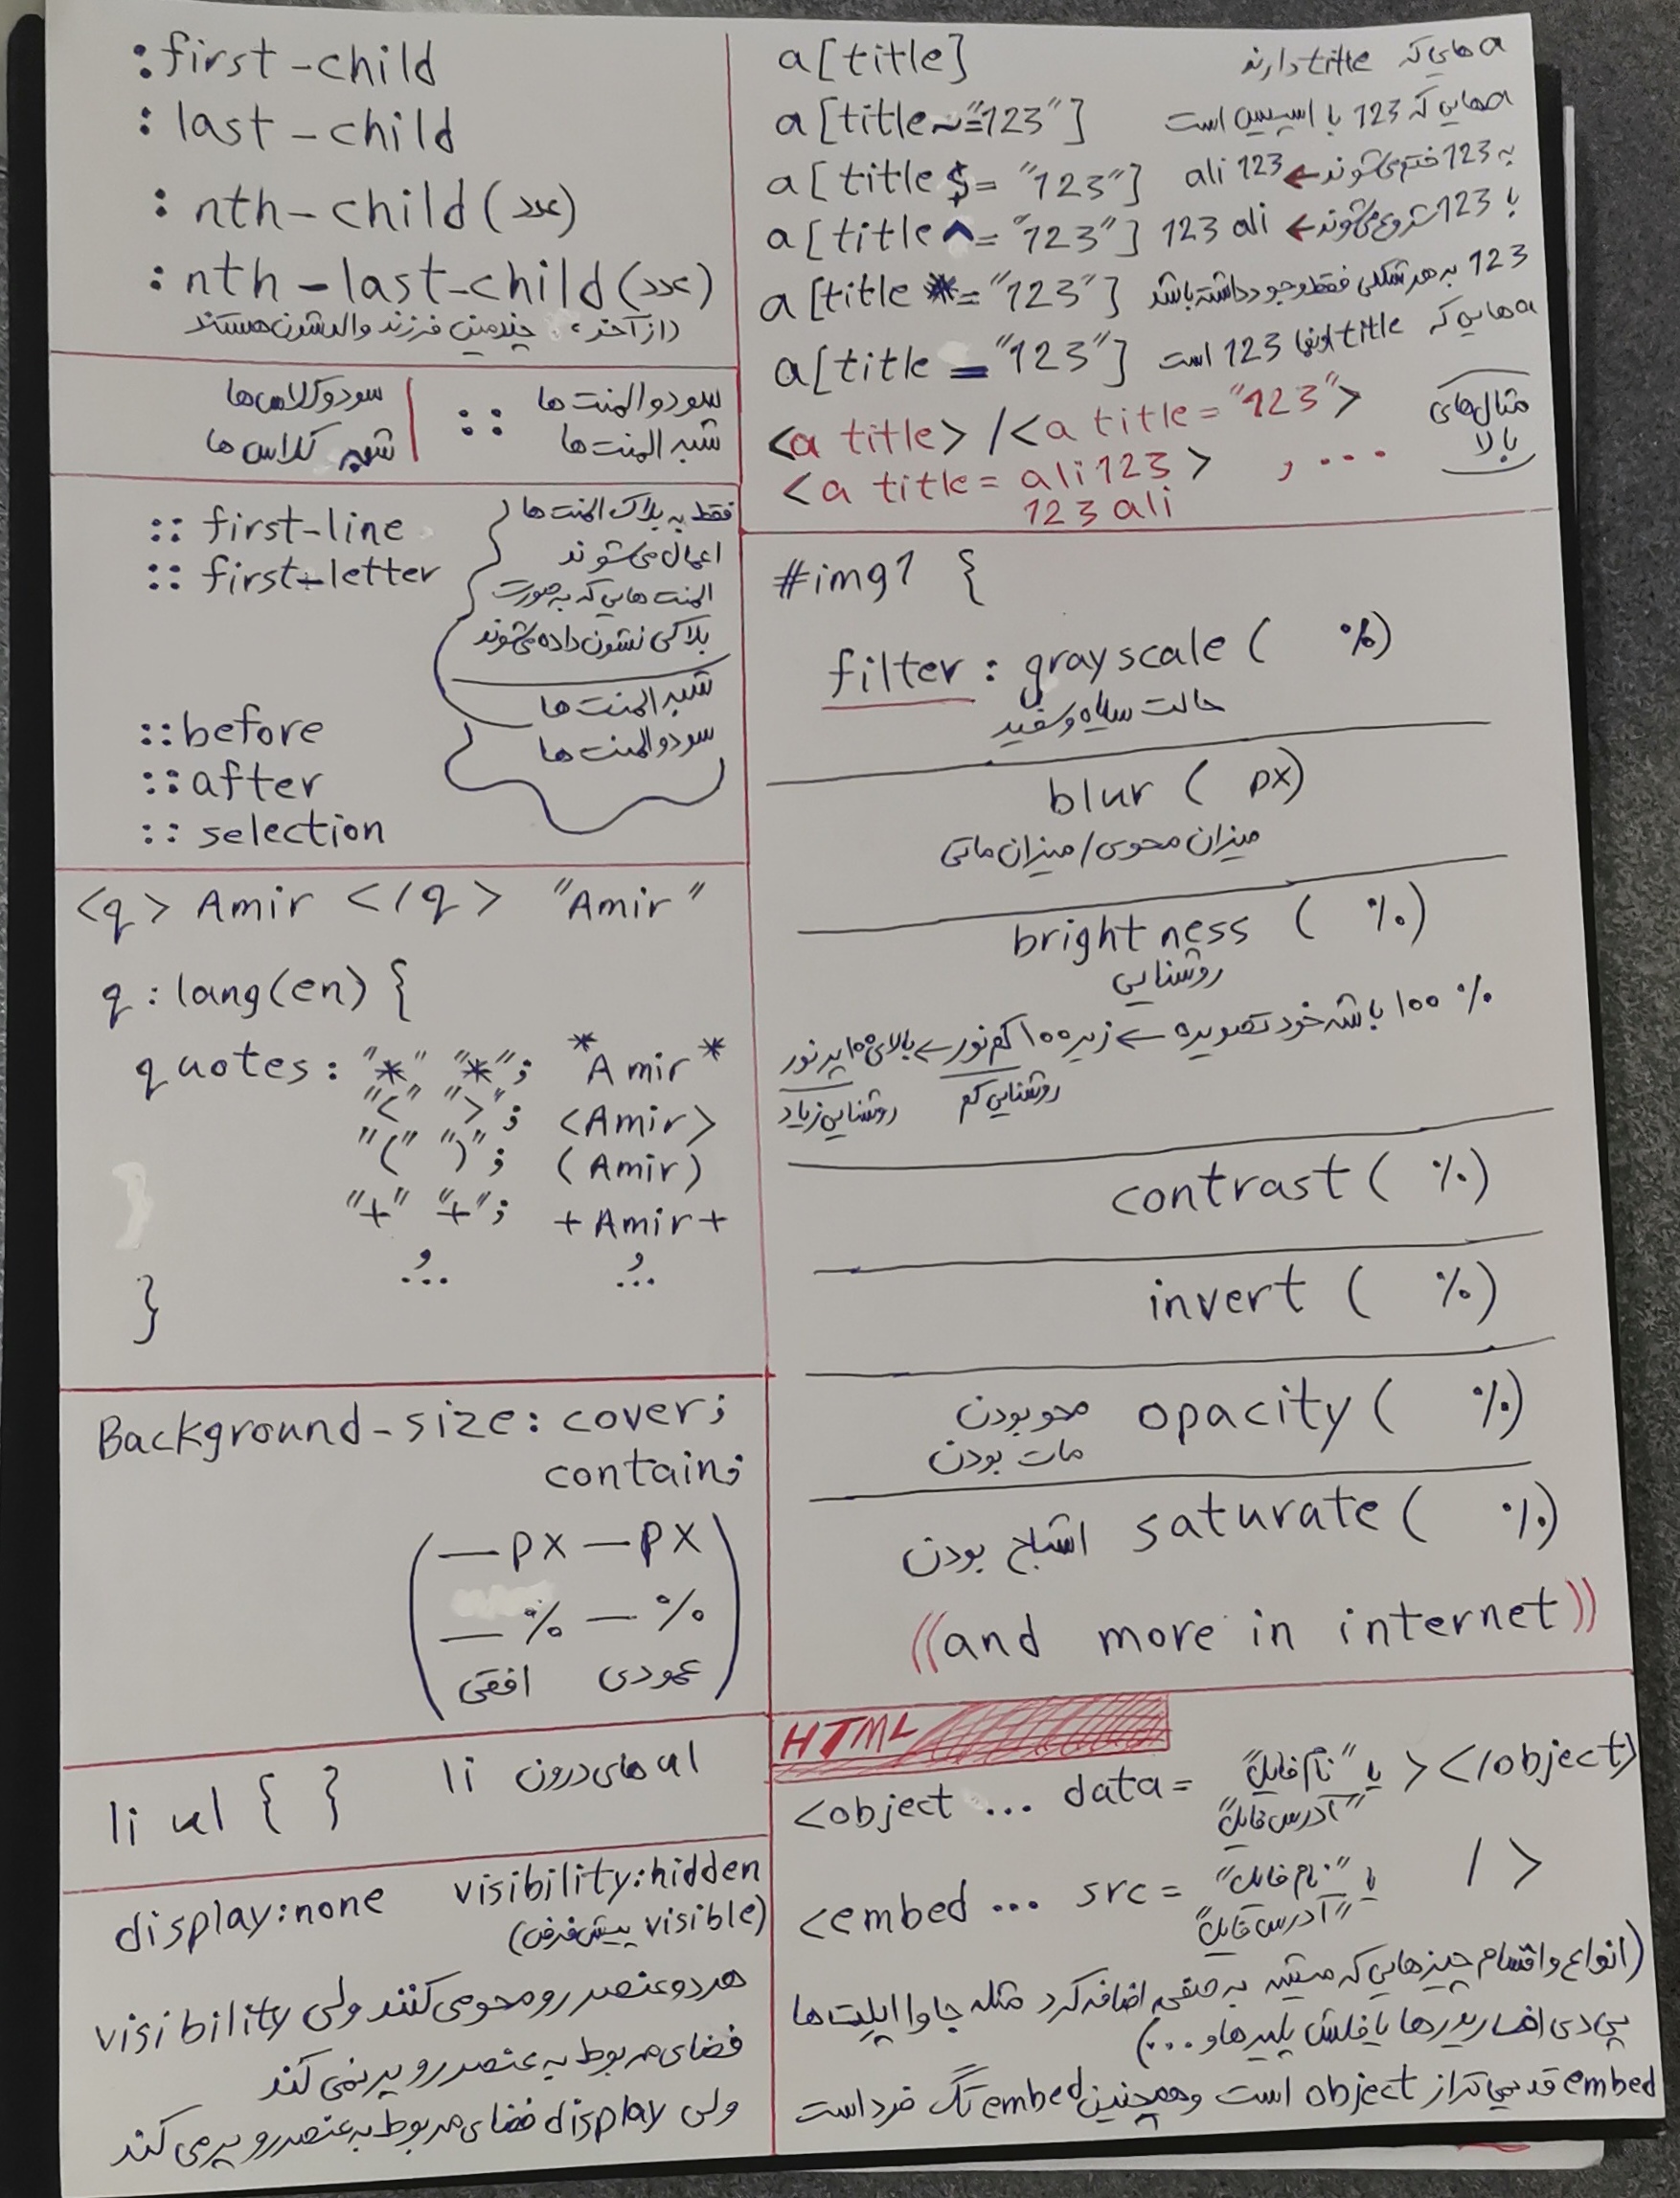 :first-child
:last-child
:nth-child(عدد)
:nth-last-child(عدد)
(از آخر، چندمین فرزند والدشون هستند
سودوکلاس‌ها | :: سودوالمنت ها
شبه کلاس‌ها | شبه المنت ها
::first-line
::first-letter
فقط به بلاک المنت ها
اعمال می‌شوند
المنت هایی که به صورت
بلاکی نشون داده می‌شوند
شبه المنت ها
سودوالمنت ها
::before
::after
::selection
<q> Amir </q> "Amir"
q:lang(en) {
quotes: "*" "*"; *Amir*
"<" ">"; <Amir>
"(" ")"; (Amir)
"+" "+"; +Amir+
و... و...
}
Background-size: cover;
contain;
(—px —px
—% —%
افقی عمودی)
li ul { } ul های درون li
display:none visibility:hidden
(پیش‌فرض visible)
هر دو عنصر رو محو می‌کنند ولی visibility
فضای مربوط به عنصر رو پر نمی کند
ولی display فضای مربوط به عنصر رو پر می کند
a[title] a هایی که title دارند
a[title~="123"] a هایی که 123 با اسپیس است
a[title$= "123"] ali 123 ← به 123 ختم می‌شوند
a[title^= "123"] 123 ali ← با 123 شروع می‌شوند
a[title *= "123"] 123 به هر شکلی فقط وجود داشته باشد
a[title = "123"] a هایی که title اونها 123 است
<a title> / <a title = "123"> مثال‌های بالا
<a title = ali 123 > , ...
123 ali
#img1 {
filter: grayscale( %)
حالت سیاه و سفید
blur( px)
میزان محوی / میزان ماتی
brightness ( %)
روشنایی
100 % باشه خود تصویره ← زیر 100 کم نور ← بالای 100 پر نور
روشنایی کم روشنایی زیاد
contrast( %)
invert ( %)
محو بودن opacity ( %)
مات بودن
اشباح بودن saturate( %)
((and more in internet))
HTML
<object ... data = "نام فایل" یا ></object>
"آدرس فایل"
<embed ... src = "نام فایل" یا />
"آدرس فایل"
(انواع و اقسام چیزهایی که میشه به صفحه اضافه کرد مثله جاوا اپلت ها
پی دی اف ریدرها یا فلش پلیرها و ...)
embed قدیمی تر از object است و همچنین embed تگ فرد است